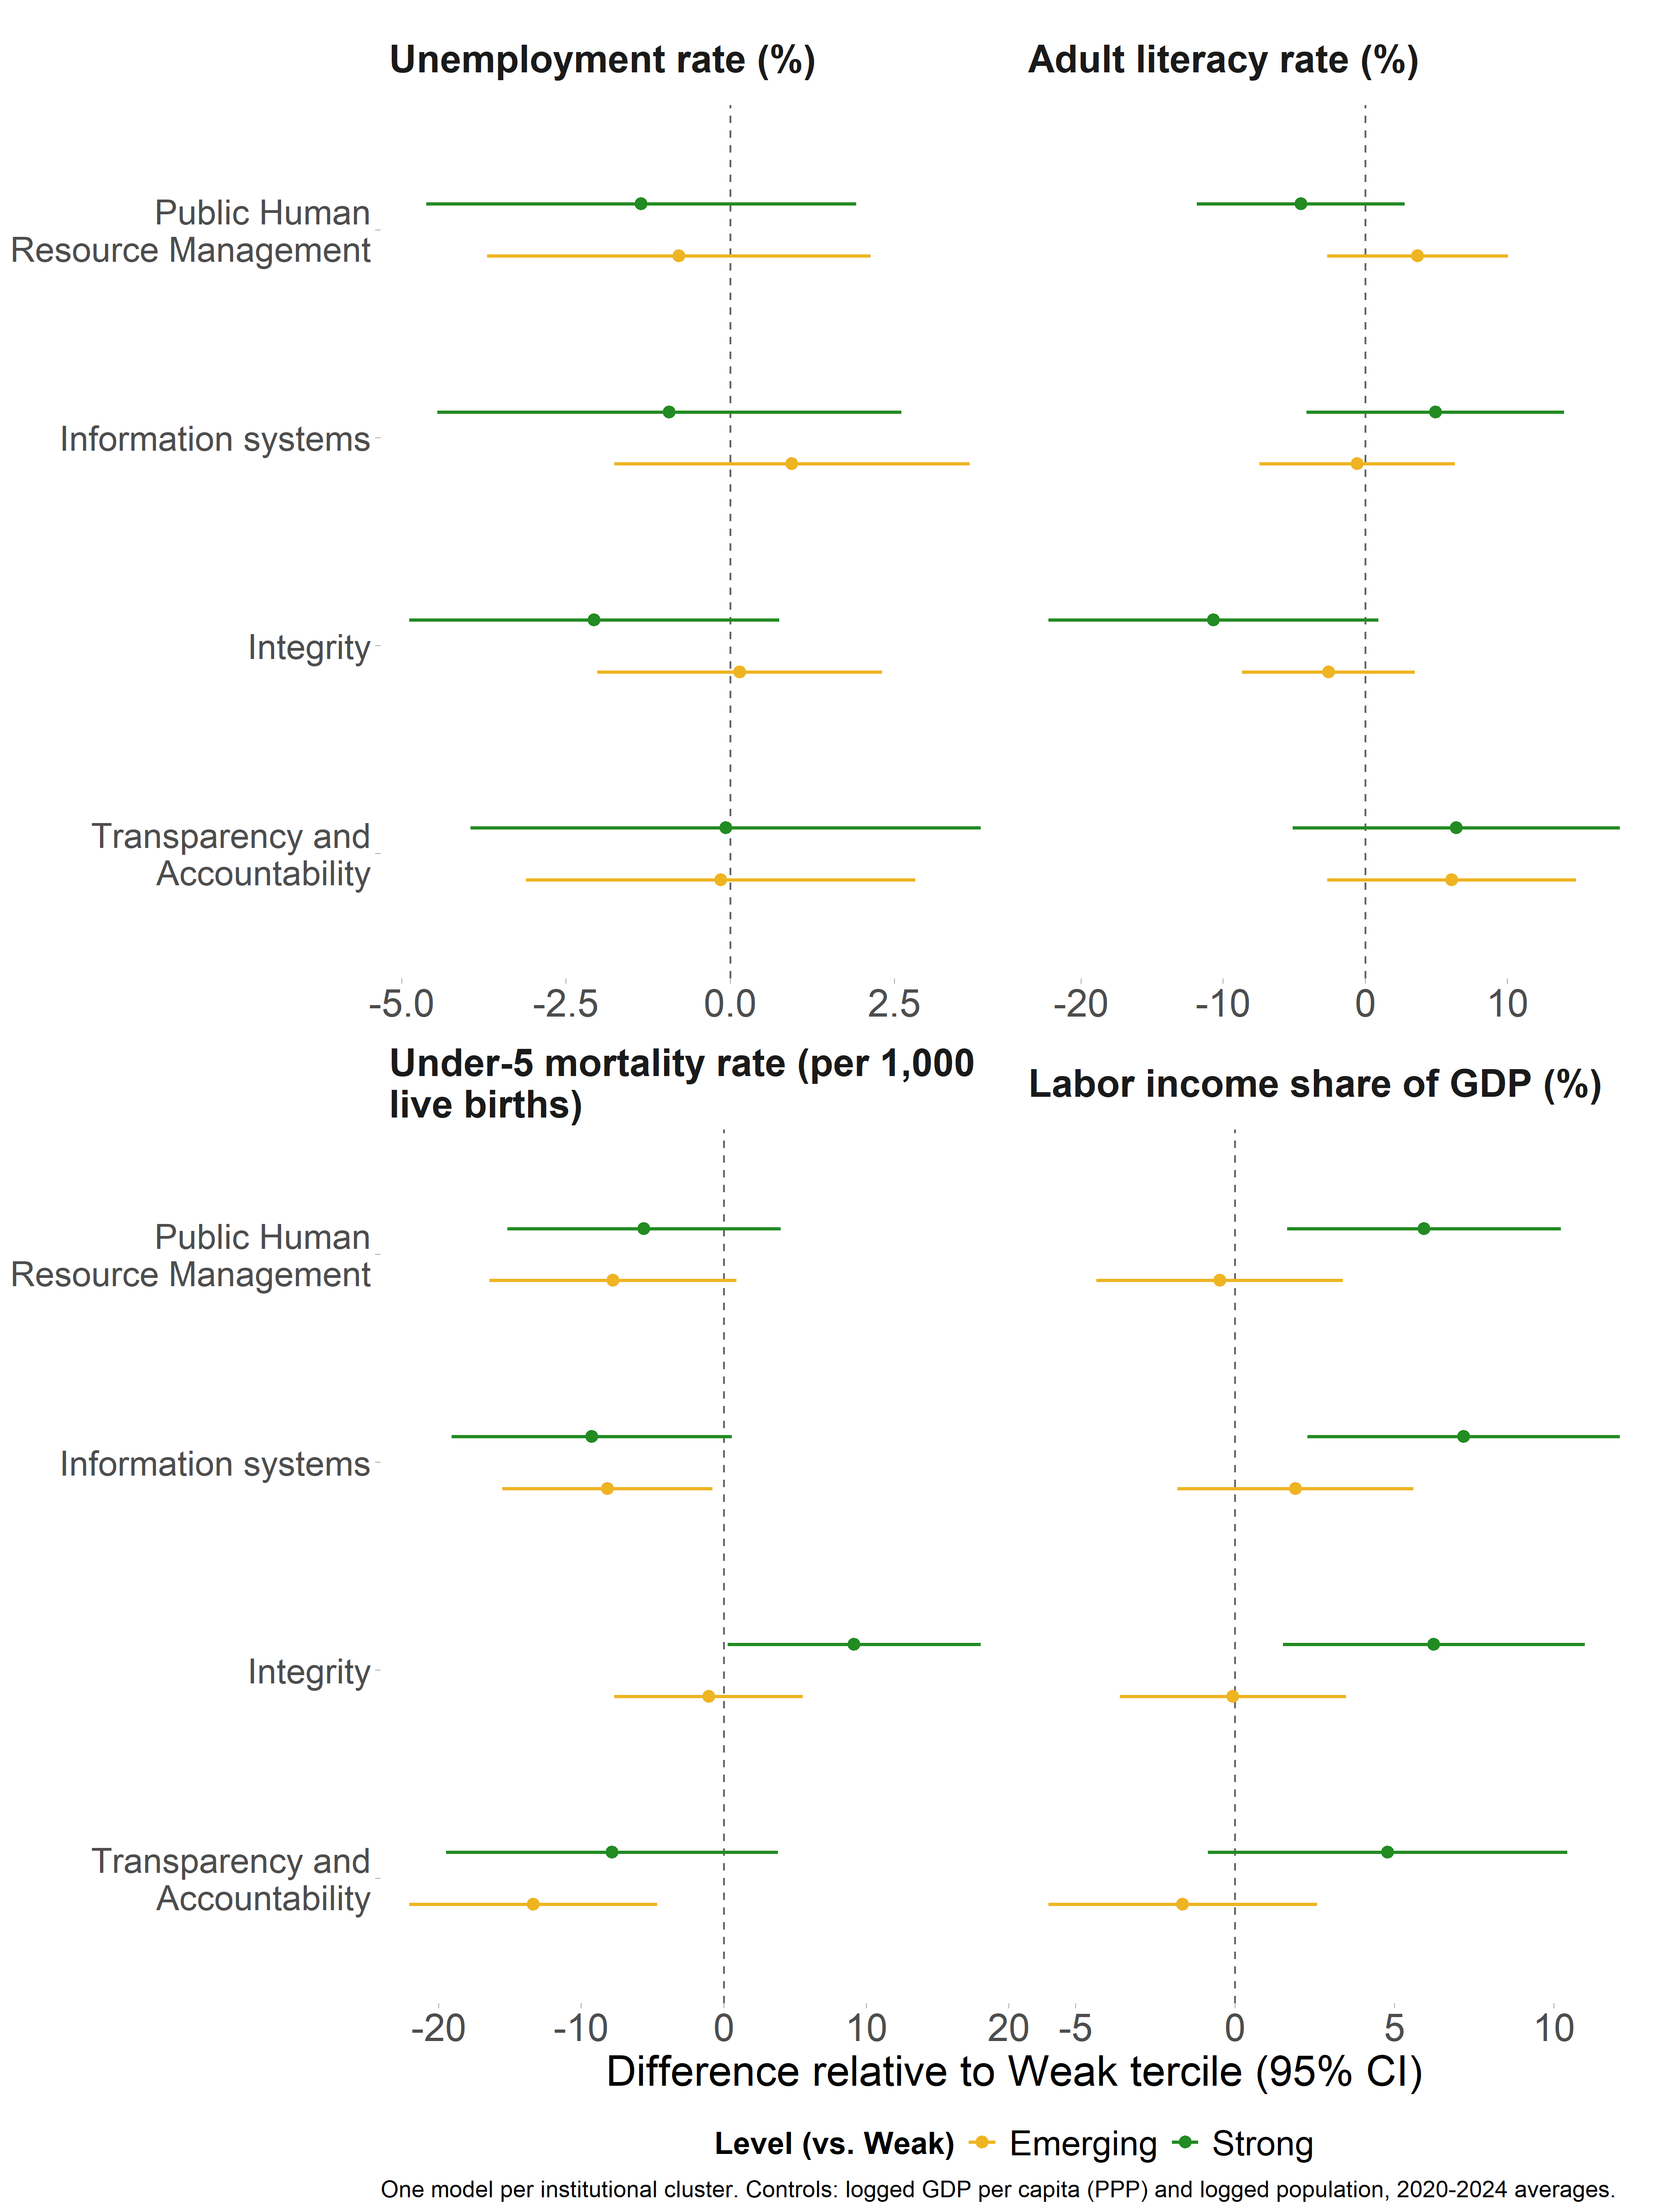 Unemployment rate (%)
Adult literacy rate (%)
Public Human
Resource Management
Information systems
Integrity
Transparency and
Accountability
-5.0 -2.5 0.0 2.5
-20 -10 0 10
Under-5 mortality rate (per 1,000
live births)
Labor income share of GDP (%)
Public Human
Resource Management
Information systems
Integrity
Transparency and
Accountability
-20 -10 0 10 20
-5 0 5 10
Difference relative to Weak tercile (95% CI)
Level (vs. Weak) Emerging Strong
One model per institutional cluster. Controls: logged GDP per capita (PPP) and logged population, 2020-2024 averages.